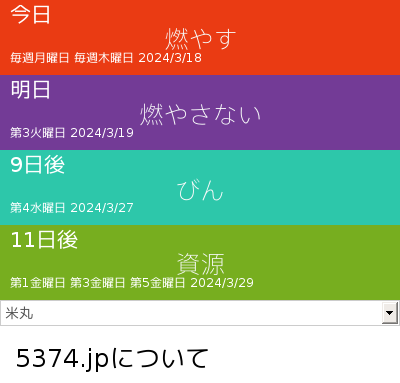 今日
燃やす
毎週月曜日 毎週木曜日 2024/3/18
明日
燃やさない
第3火曜日 2024/3/19
9日後
びん
第4水曜日 2024/3/27
11日後
資源
第1金曜日 第3金曜日 第5金曜日 2024/3/29
米丸
5374.jpについて